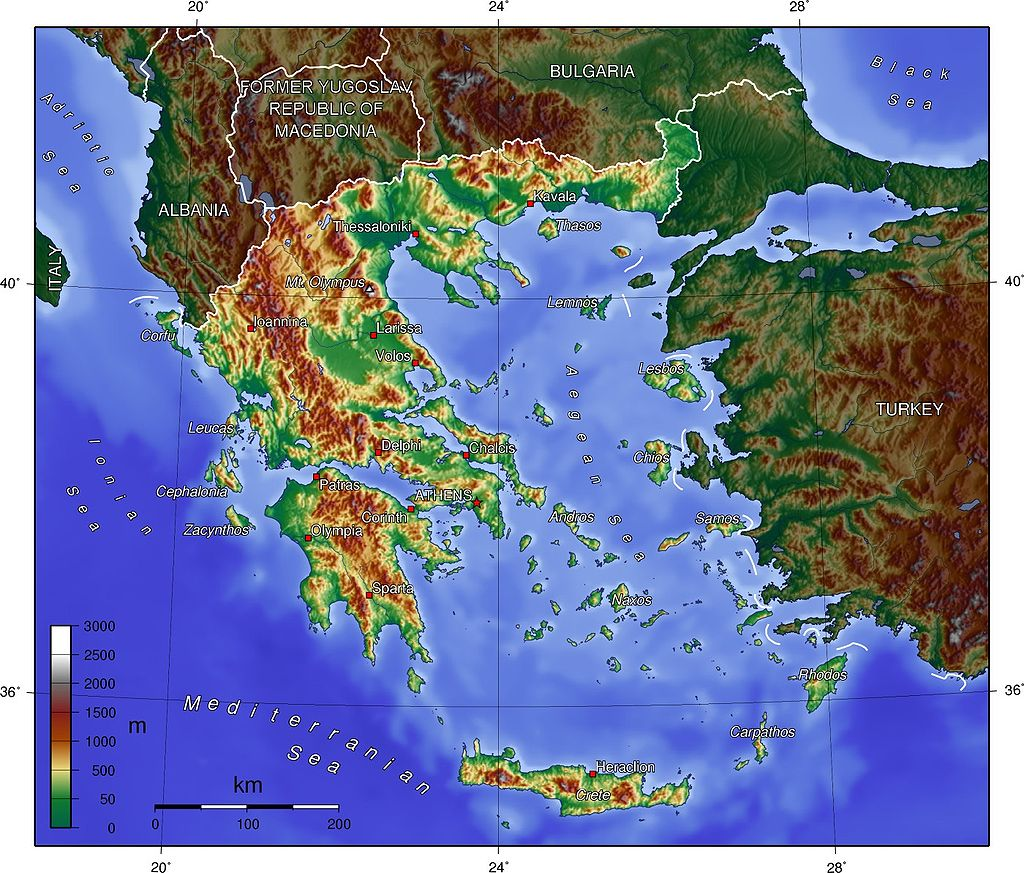 20°
24°
28°
BULGARIA
Black
Sea
FORMER YUGOSLAV
REPUBLIC OF
MACEDONIA
Adriatic
Sea
ALBANIA
Kavala
Thessaloniki
Thasos
ITALY
40°
40°
Mt. Olympus
Lemnos
Ioannina
Corfu
Larissa
Volos
Lesbos
Aegean
Sea
TURKEY
Leucas
Delphi
Chalcis
Chios
Ionian
Sea
Cephalonia
Patras
ATHENS
Corinth
Andros
Samos
Zacynthos
Olympia
Sparta
Naxos
3000
2500
2000
1500
1000
500
50
0
m
Rhodos
36°
36°
Mediterranian
Sea
Carpathos
Heraclion
Crete
km
0
100
200
20°
24°
28°